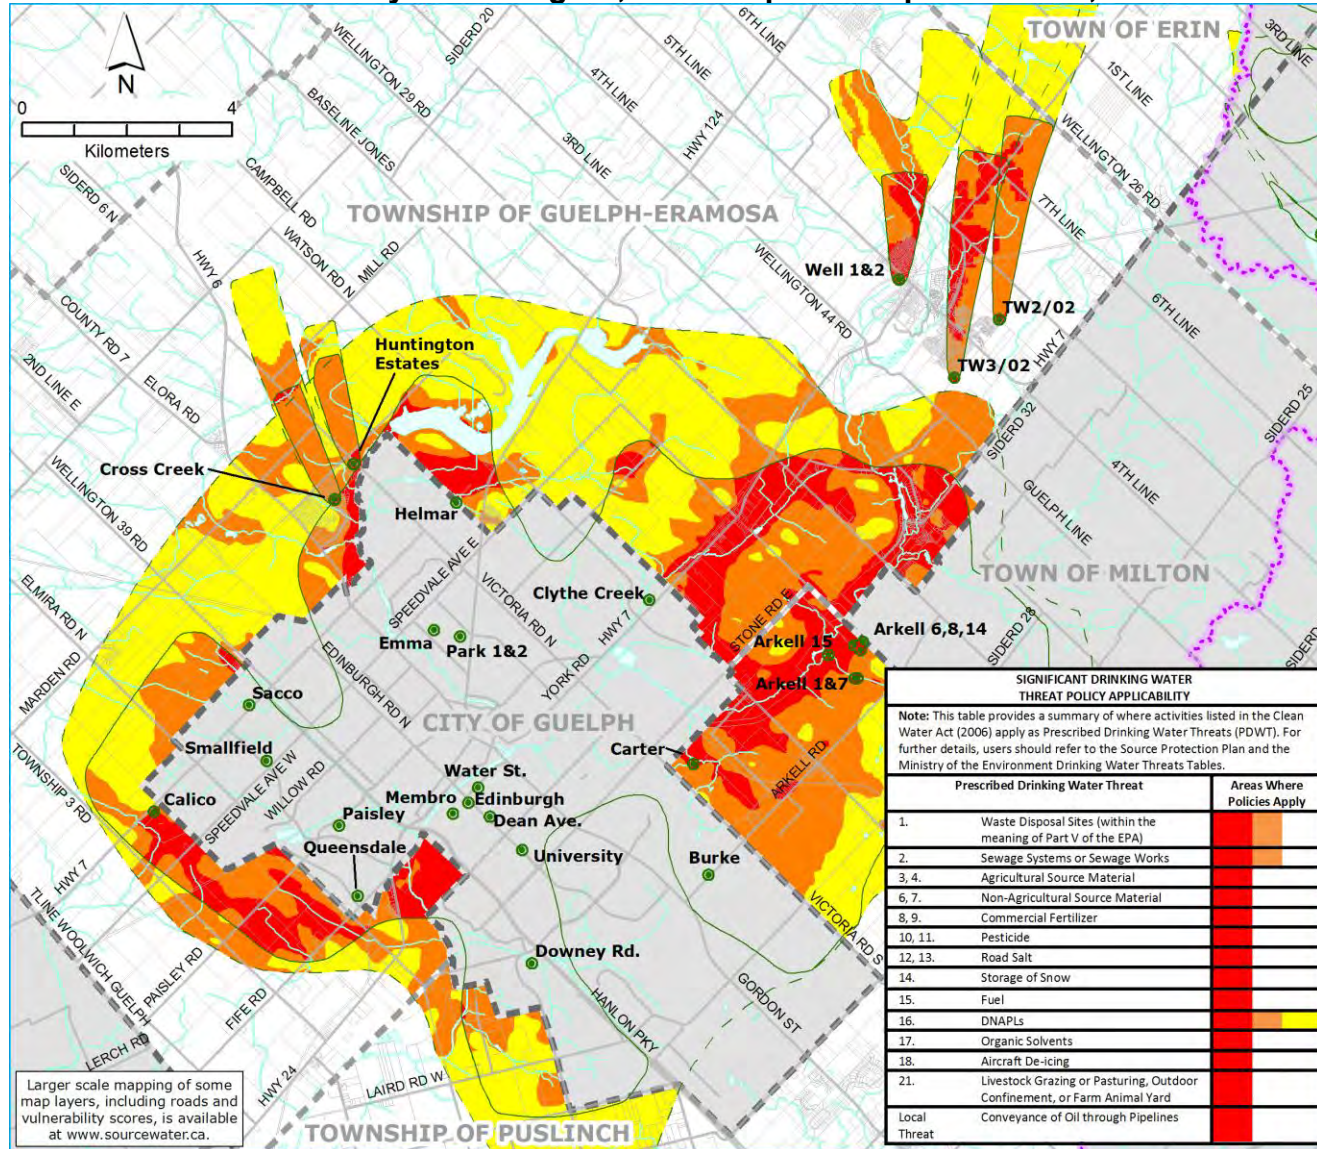 TOWN OF ERIN
N
0 4
Kilometers
WELLINGTON 29 RD
SIDERD 20
BASELINE JONES
6TH LINE
5TH LINE
4TH LINE
3RD LINE
HWY 124
1ST LINE
3RD LINE
WELLINGTON 26 RD
7TH LINE
SIDERD 6 N
CAMPBELL RD
WATSON RD N
MILL RD
HWY 6
TOWNSHIP OF GUELPH-ERAMOSA
WELLINGTON 44 RD
Well 1&2
TW2/02
TW3/02
HWY 7
6TH LINE
SIDERD 25
SIDERD 32
4TH LINE
GUELPH LINE
COUNTY RD 7
2ND LINE E
ELORA RD
Huntington
Estates
Cross Creek
WELLINGTON 39 RD
Helmar
SPEEDVALE AVE E
VICTORIA RD N
Clythe Creek
HWY 7
TOWN OF MILTON
STONE RD E
SIDERD 28
ELMIRA RD N
MARDEN RD
Emma
Park 1&2
EDINBURGH RD N
YORK RD
Arkell 15
Arkell 6,8,14
Arkell 1&7
Sacco
CITY OF GUELPH
Smallfield
Carter
ARKELL RD
TOWNSHIP 3 RD
Calico
SPEEDVALE AVE W
WILLOW RD
Water St.
Membro
Edinburgh
Dean Ave.
Paisley
Queensdale
University
Burke
HWY 7
TLINE WOOLWICH GUELPH
PAISLEY RD
FIFE RD
LERCH RD
HWY 24
Downey Rd.
HANLON PKY
GORDON ST
VICTORIA RD S
LAIRD RD W
TOWNSHIP OF PUSLINCH
Larger scale mapping of some
map layers, including roads and
vulnerability scores, is available
at www.sourcewater.ca.
SIGNIFICANT DRINKING WATER
THREAT POLICY APPLICABILITY
Note: This table provides a summary of where activities listed in the Clean
Water Act (2006) apply as Prescribed Drinking Water Threats (PDWT). For
further details, users should refer to the Source Protection Plan and the
Ministry of the Environment Drinking Water Threats Tables.
Prescribed Drinking Water Threat Areas Where
Policies Apply
1. Waste Disposal Sites (within the
meaning of Part V of the EPA)
2. Sewage Systems or Sewage Works
3, 4. Agricultural Source Material
6, 7. Non-Agricultural Source Material
8, 9. Commercial Fertilizer
10, 11. Pesticide
12, 13. Road Salt
14. Storage of Snow
15. Fuel
16. DNAPLs
17. Organic Solvents
18. Aircraft De-icing
21. Livestock Grazing or Pasturing, Outdoor
Confinement, or Farm Animal Yard
Local Conveyance of Oil through Pipelines
Threat